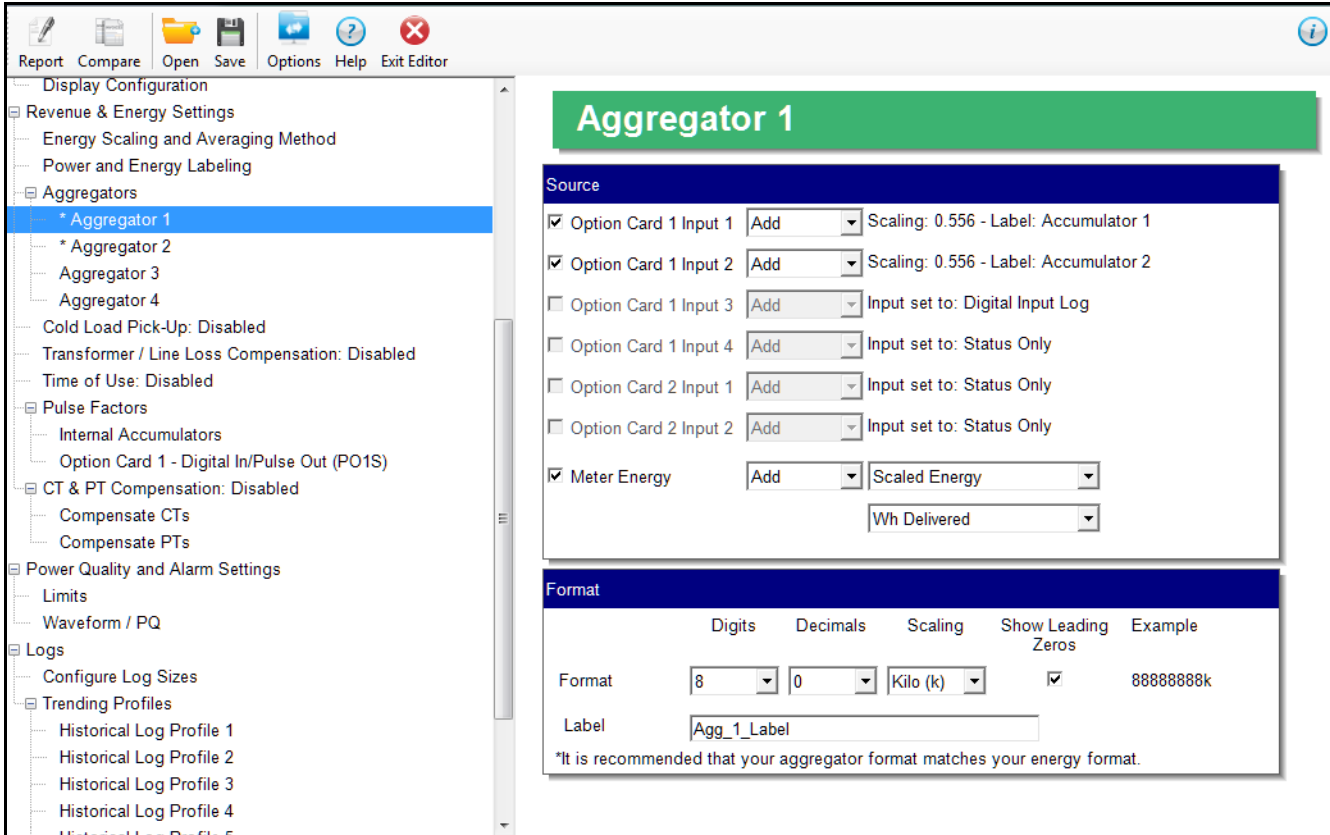 Report Compare Open Save Options Help Exit Editor
Display Configuration
Revenue & Energy Settings
Energy Scaling and Averaging Method
Power and Energy Labeling
Aggregators
* Aggregator 1
* Aggregator 2
Aggregator 3
Aggregator 4
Cold Load Pick-Up: Disabled
Transformer / Line Loss Compensation: Disabled
Time of Use: Disabled
Pulse Factors
Internal Accumulators
Option Card 1 - Digital In/Pulse Out (PO1S)
CT & PT Compensation: Disabled
Compensate CTs
Compensate PTs
Power Quality and Alarm Settings
Limits
Waveform / PQ
Logs
Configure Log Sizes
Trending Profiles
Historical Log Profile 1
Historical Log Profile 2
Historical Log Profile 3
Historical Log Profile 4
Aggregator 1
Source
Option Card 1 Input 1 Add Scaling: 0.556 - Label: Accumulator 1
Option Card 1 Input 2 Add Scaling: 0.556 - Label: Accumulator 2
Option Card 1 Input 3 Add Input set to: Digital Input Log
Option Card 1 Input 4 Add Input set to: Status Only
Option Card 2 Input 1 Add Input set to: Status Only
Option Card 2 Input 2 Add Input set to: Status Only
Meter Energy Add Scaled Energy
Wh Delivered
Format
Digits Decimals Scaling Show Leading Example
Zeros
Format 8 0 Kilo (k) 88888888k
Label Agg_1_Label
*It is recommended that your aggregator format matches your energy format.